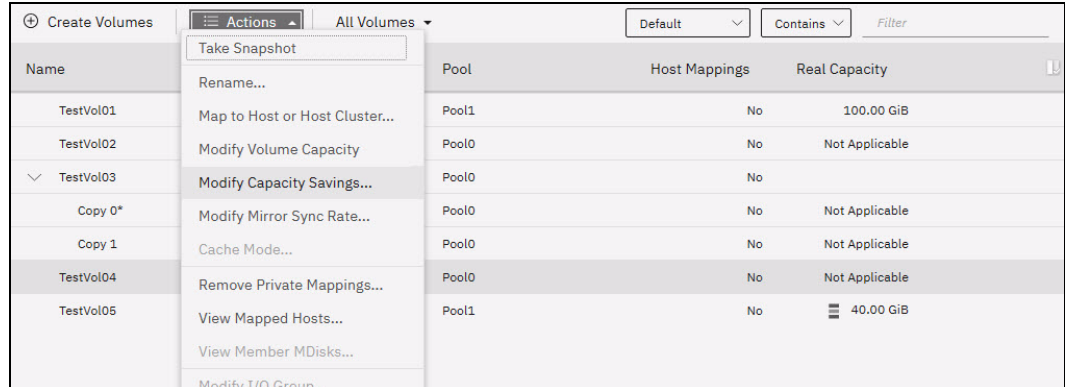 Create Volumes Actions All Volumes Default Contains Filter
Take Snapshot
Name Pool Host Mappings Real Capacity
Rename...
TestVol01 Map to Host or Host Cluster... Pool1 No 100.00 GiB
TestVol02 Modify Volume Capacity Pool0 No Not Applicable
TestVol03 Modify Capacity Savings... Pool0 No
Copy 0* Modify Mirror Sync Rate... Pool0 No Not Applicable
Copy 1 Cache Mode... Pool0 No Not Applicable
TestVol04 Remove Private Mappings... Pool0 No Not Applicable
TestVol05 View Mapped Hosts... Pool1 No 40.00 GiB
View Member MDisks...
Modify I/O Group